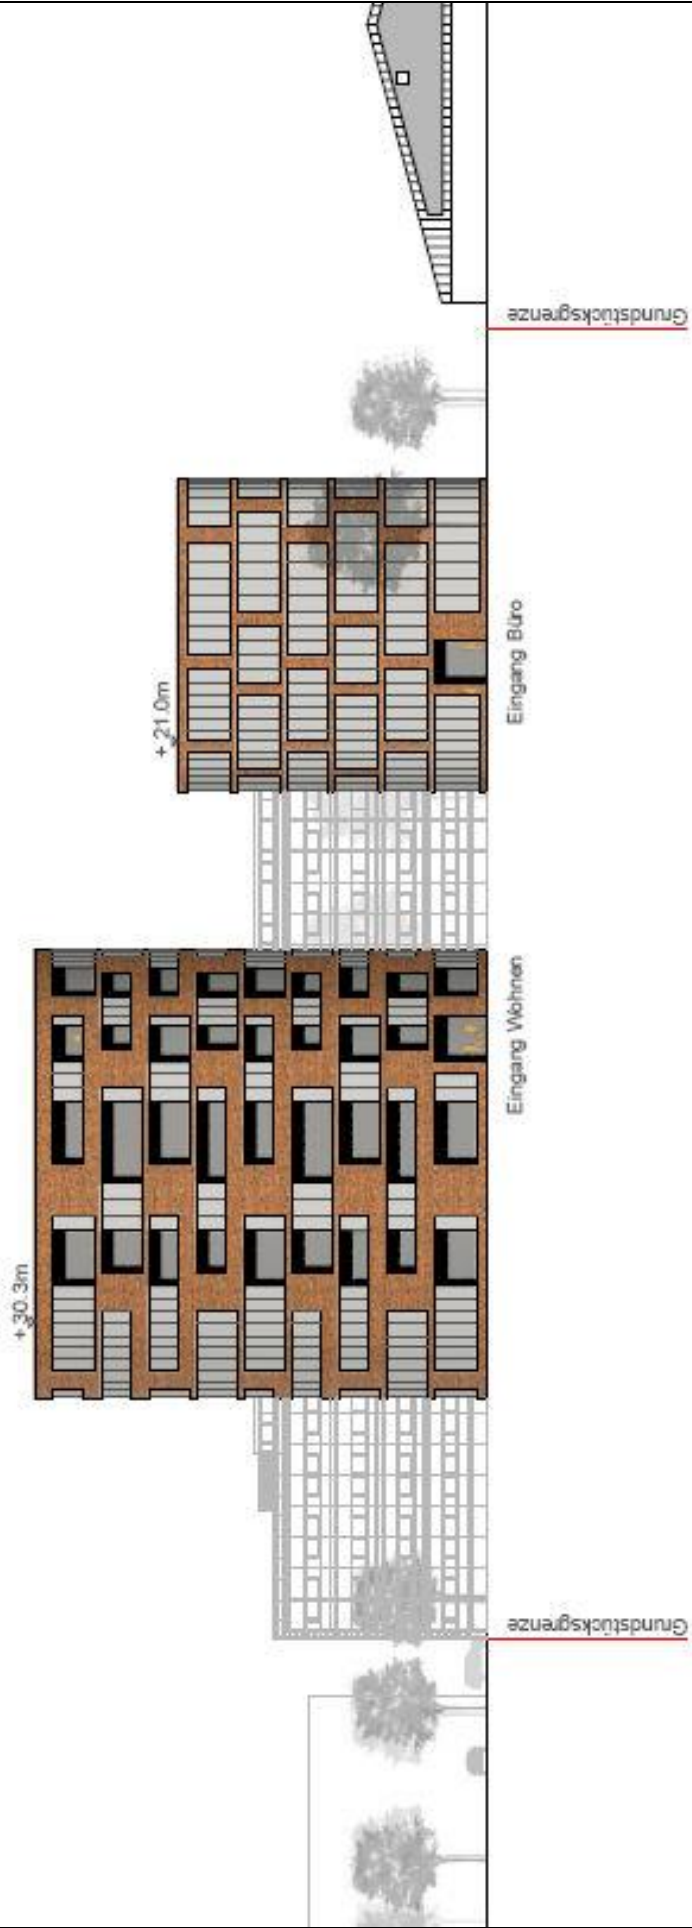 +30.3m
+21.0m
Eingang Wohnen
Eingang Büro
Grundstücksgrenze
Grundstücksgrenze